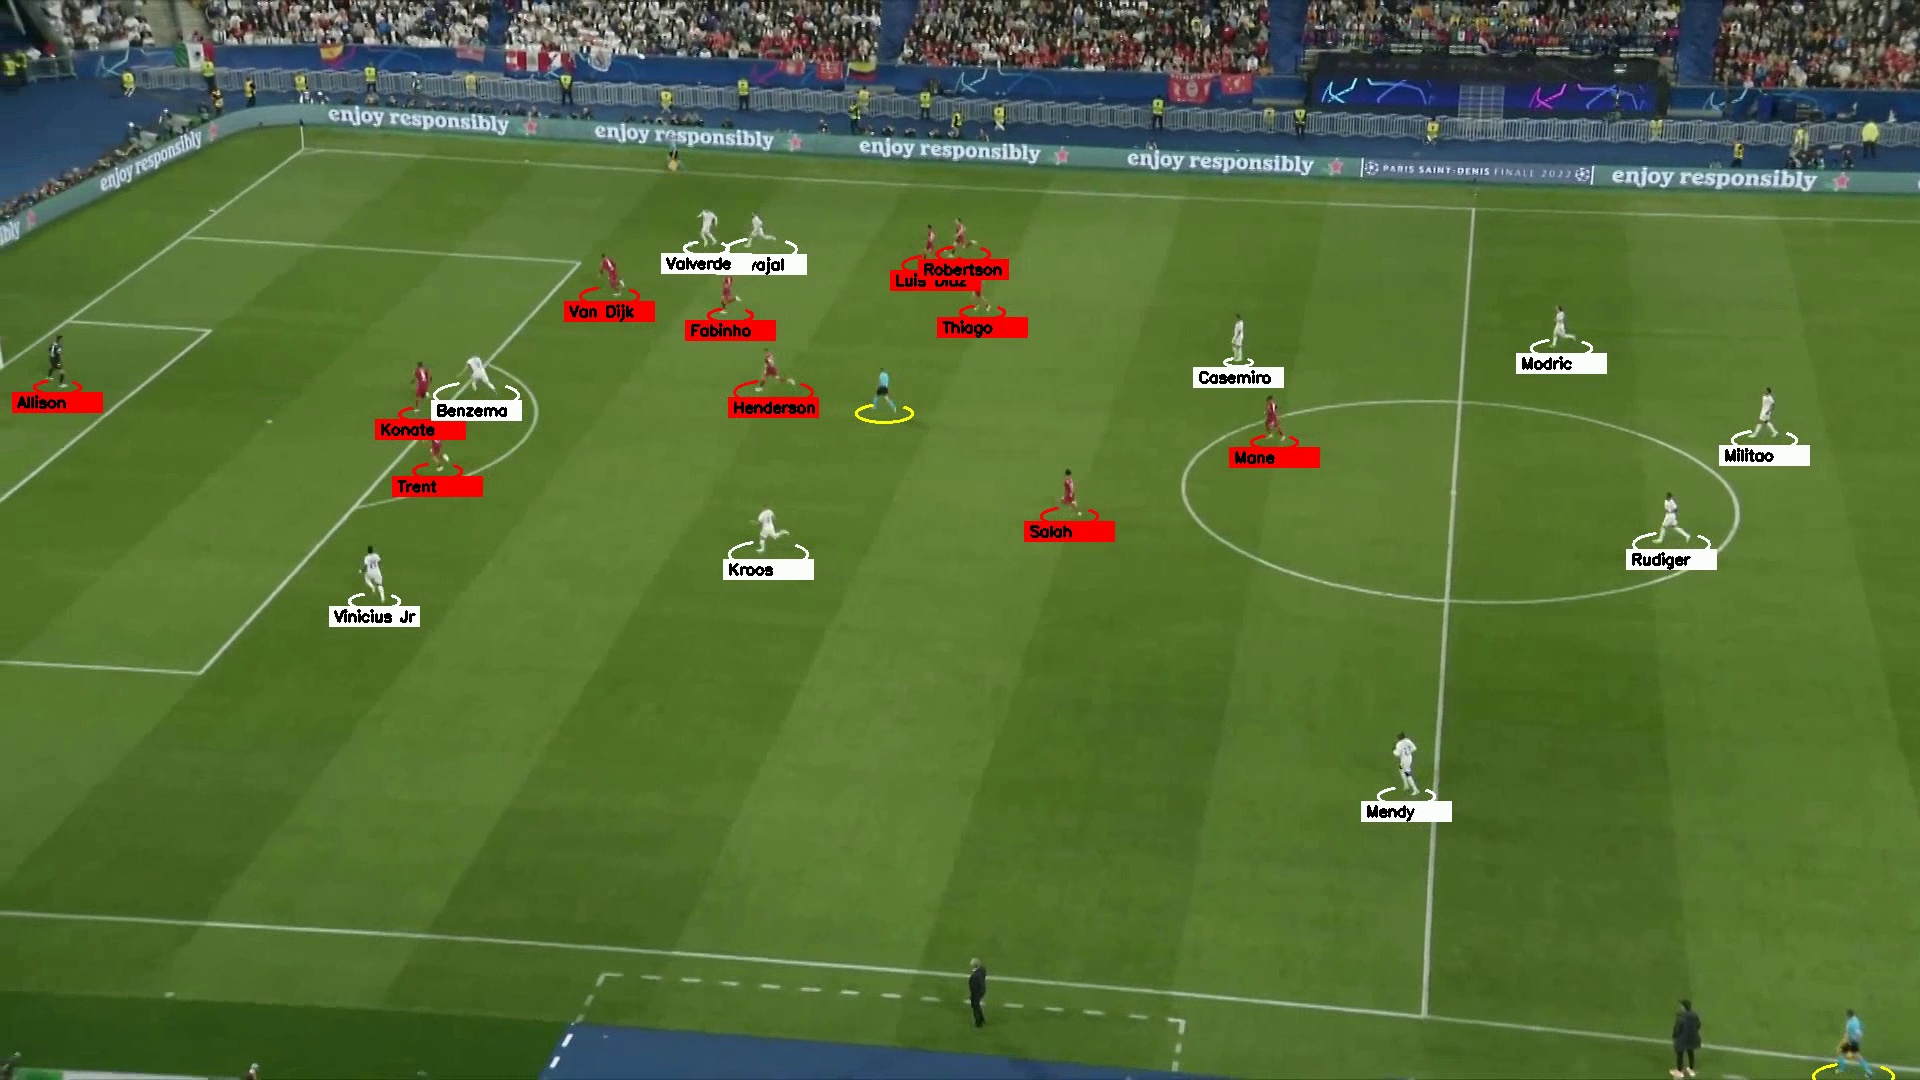 enjoy responsibly
enjoy responsibly
enjoy responsibly
enjoy responsibly
enjoy responsibly
PARIS SAINT-DENIS FINALE 2022
enjoy responsibly
Valverde
Van Dijk
Fabinho
Luis Diaz
Robertson
Thiago
Casemiro
Modric
Allison
Konate
Benzema
Henderson
Trent
Mane
Militao
Salah
Kroos
Rudiger
Vinicius Jr
Mendy